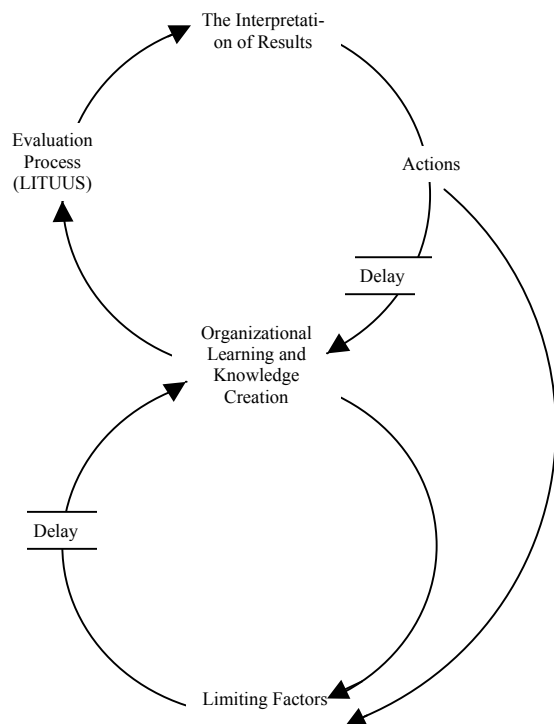 The Interpretati-
on of Results
Evaluation
Process
(LITUUS)
Actions
Delay
Organizational
Learning and
Knowledge
Creation
Delay
Limiting Factors